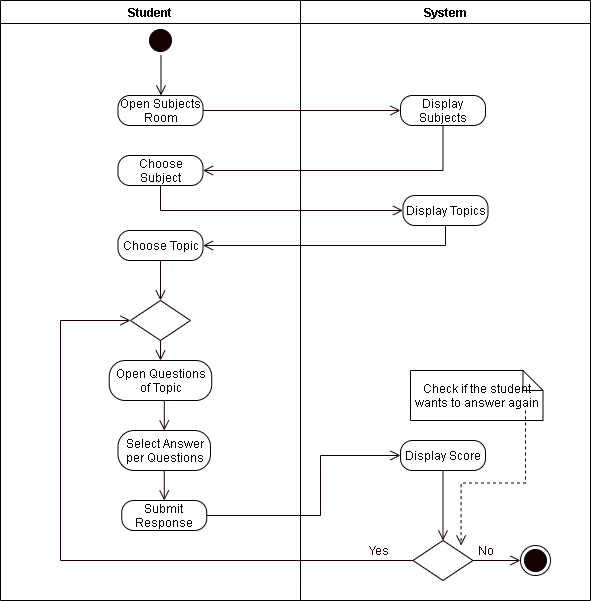 Student
System
Open Subjects
Room
Display
Subjects
Choose
Subject
Display Topics
Choose Topic
Open Questions
of Topic
Check if the student
wants to answer again
Select Answer
per Questions
Display Score
Submit
Response
Yes
No